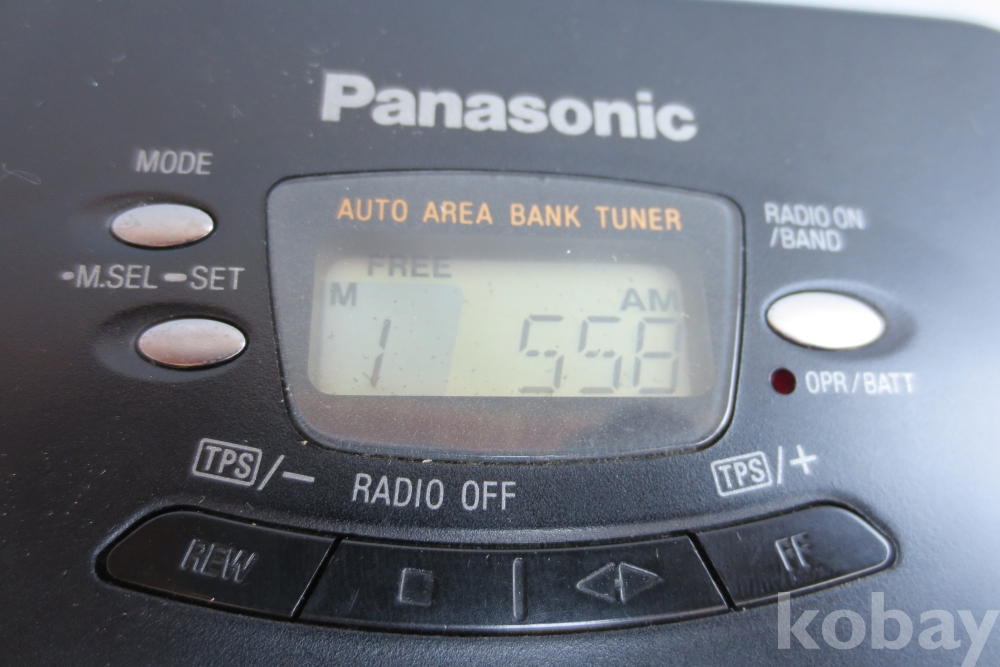 Panasonic
MODE
AUTO AREA BANK TUNER
RADIO ON
/BAND
•M.SEL —SET
FREE
M
AM
1
558
OPR/BATT
TPS/—
RADIO OFF
TPS/+
REW
FF
kobay